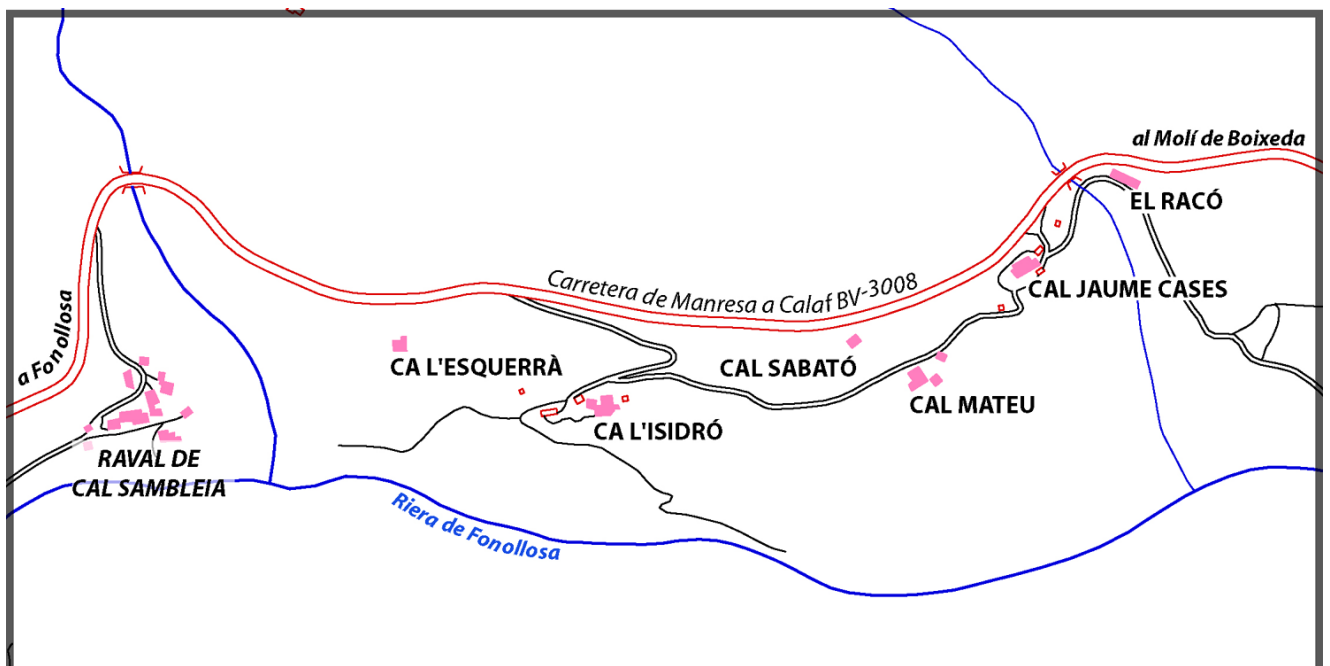 al Molí de Boixeda
EL RACÓ
CAL JAUME CASES
Carretera de Manresa a Calaf BV-3008
a Fonollosa
CA L'ESQUERRÀ
CAL SABATÓ
CAL MATEU
CA L'ISIDRÓ
RAVAL DE
CAL SAMBLEIA
Riera de Fonollosa